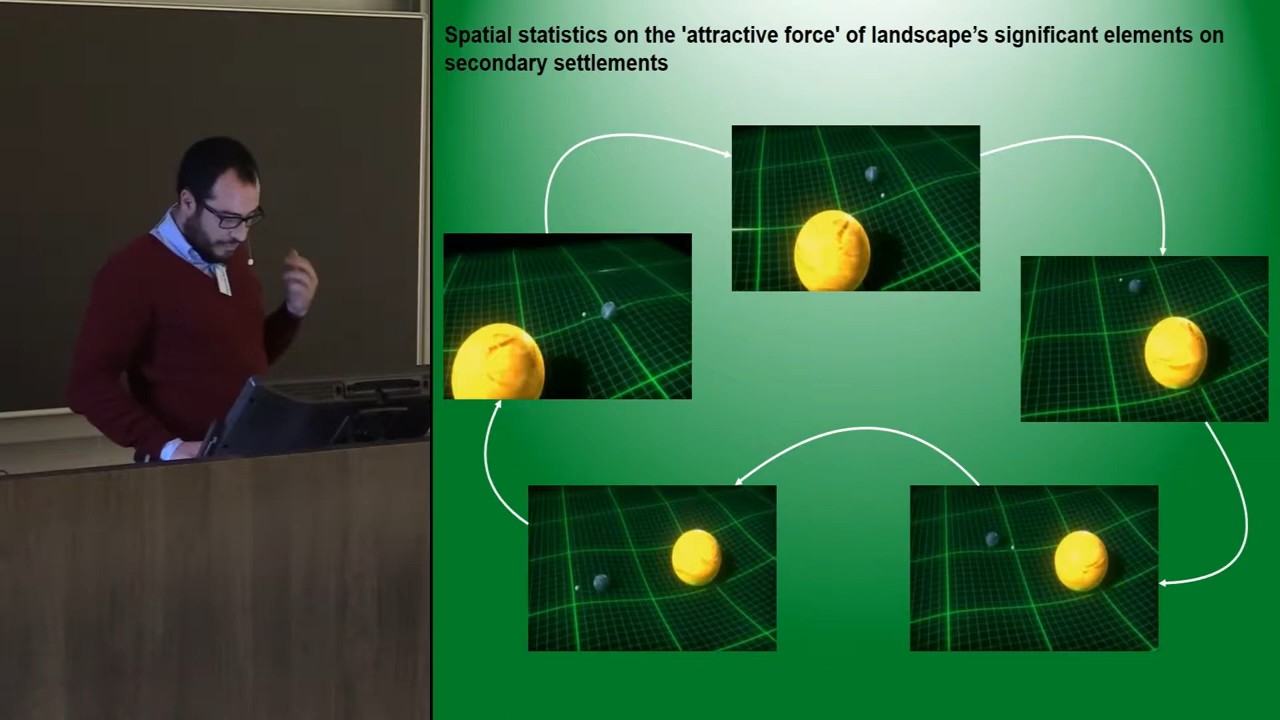 Spatial statistics on the 'attractive force' of landscape’s significant elements on
secondary settlements